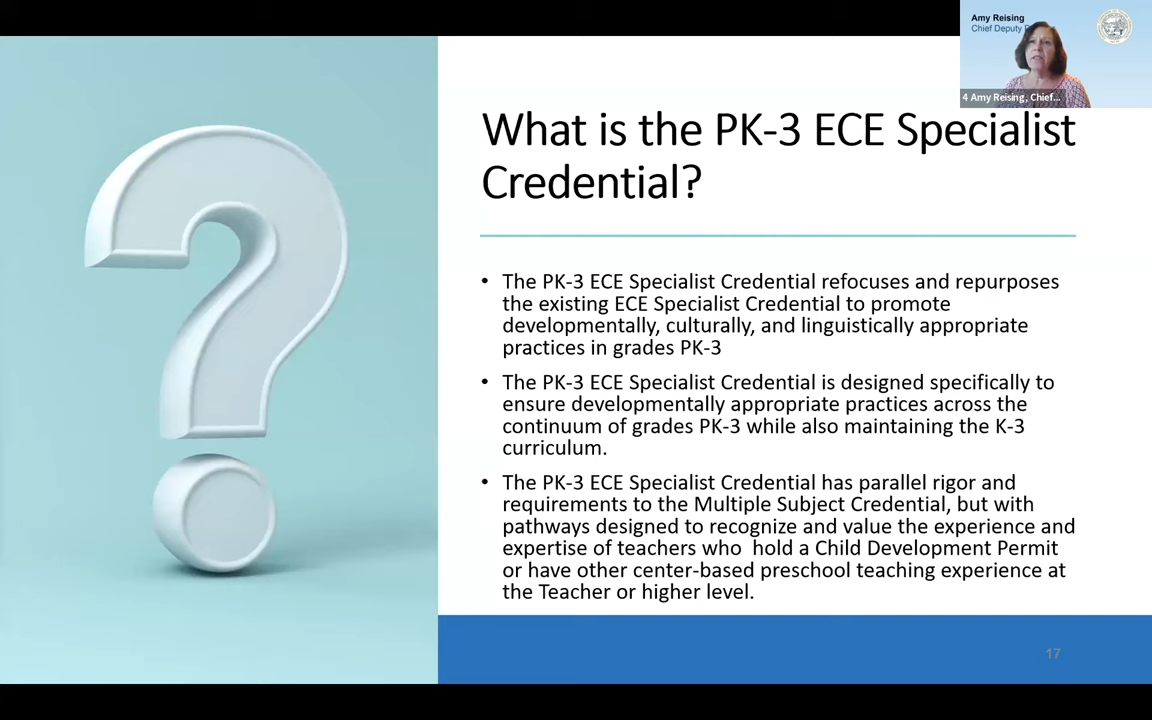 Amy Reising
Chief Deputy
4 Amy Reising, Chief...
What is the PK-3 ECE Specialist
Credential?
• The PK-3 ECE Specialist Credential refocuses and repurposes
the existing ECE Specialist Credential to promote
developmentally, culturally, and linguistically appropriate
practices in grades PK-3
• The PK-3 ECE Specialist Credential is designed specifically to
ensure developmentally appropriate practices across the
continuum of grades PK-3 while also maintaining the K-3
curriculum.
• The PK-3 ECE Specialist Credential has parallel rigor and
requirements to the Multiple Subject Credential, but with
pathways designed to recognize and value the experience and
expertise of teachers who  hold a Child Development Permit
or have other center-based preschool teaching experience at
the Teacher or higher level.
17